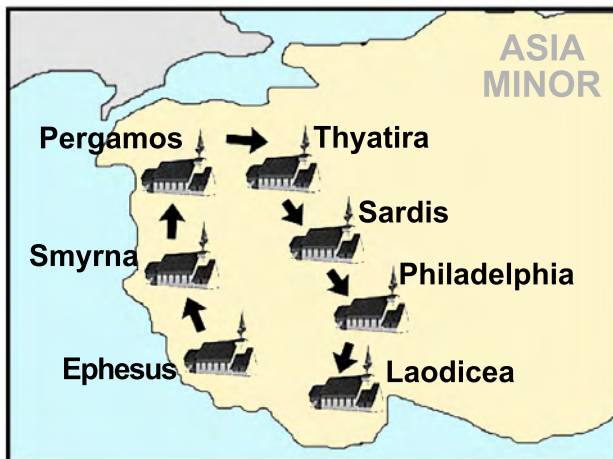 ASIA
MINOR
Pergamos
Thyatira
Sardis
Smyrna
Philadelphia
Ephesus
Laodicea